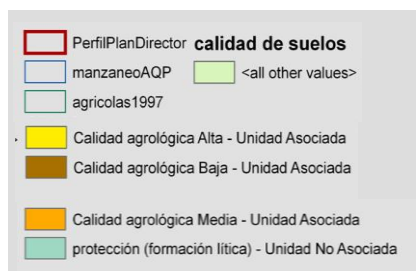 PerfilPlanDirector calidad de suelos
manzaneoAQP <all other values>
agricolas1997
Calidad agrológica Alta - Unidad Asociada
Calidad agrológica Baja - Unidad Asociada
Calidad agrológica Media - Unidad Asociada
protección (formación lítica) - Unidad No Asociada